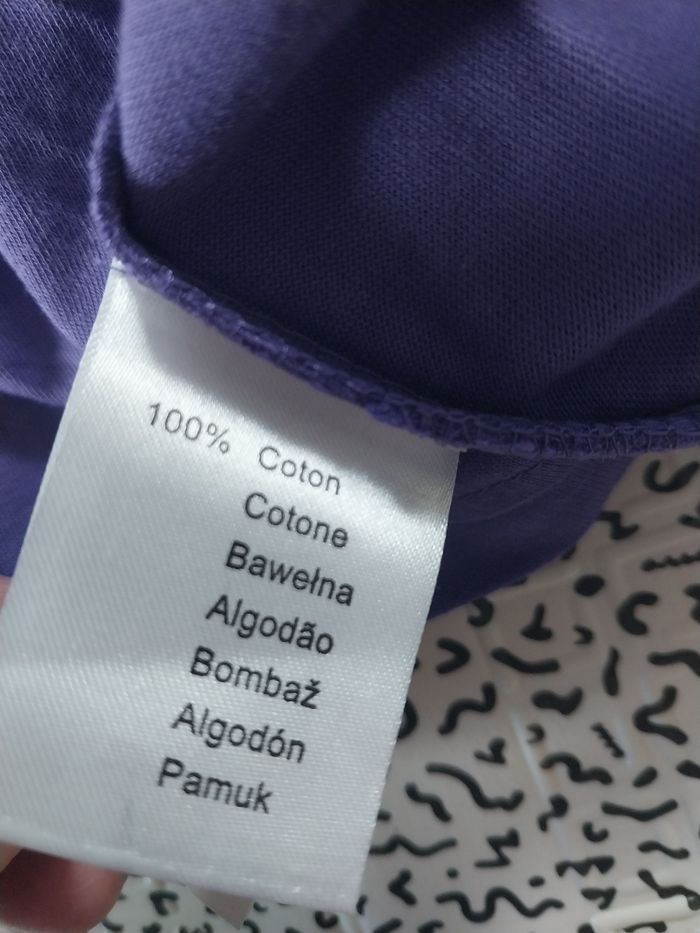 100% Coton
Cotone
Bawełna
Algodão
Bombaž
Algodón
Pamuk